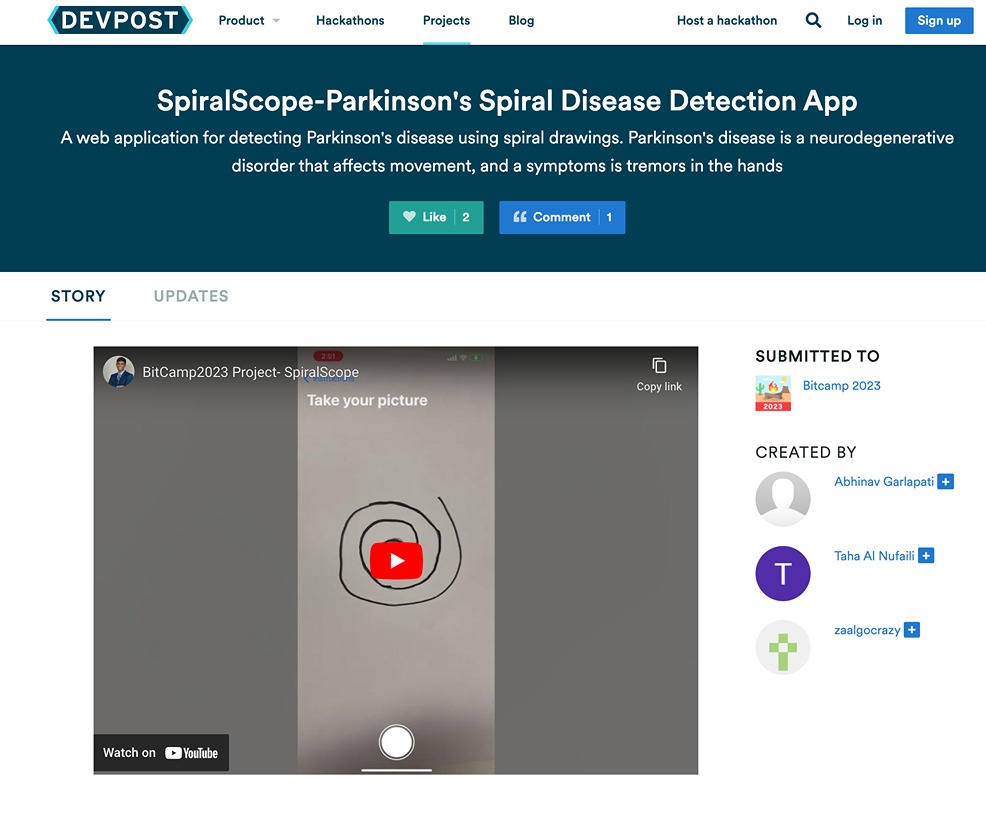 DEVPOST
Product
Hackathons
Projects
Blog
Host a hackathon
Log in
Sign up
SpiralScope-Parkinson's Spiral Disease Detection App
A web application for detecting Parkinson's disease using spiral drawings. Parkinson's disease is a neurodegenerative
disorder that affects movement, and a symptoms is tremors in the hands
Like 2
Comment 1
STORY
UPDATES
2:01
BitCamp2023 Project- SpiralScope
Copy link
Instructions
Take your picture
Watch on YouTube
SUBMITTED TO
Bitcamp 2023
2023
CREATED BY
Abhinav Garlapati
T
Taha Al Nufaili
zaalgocrazy